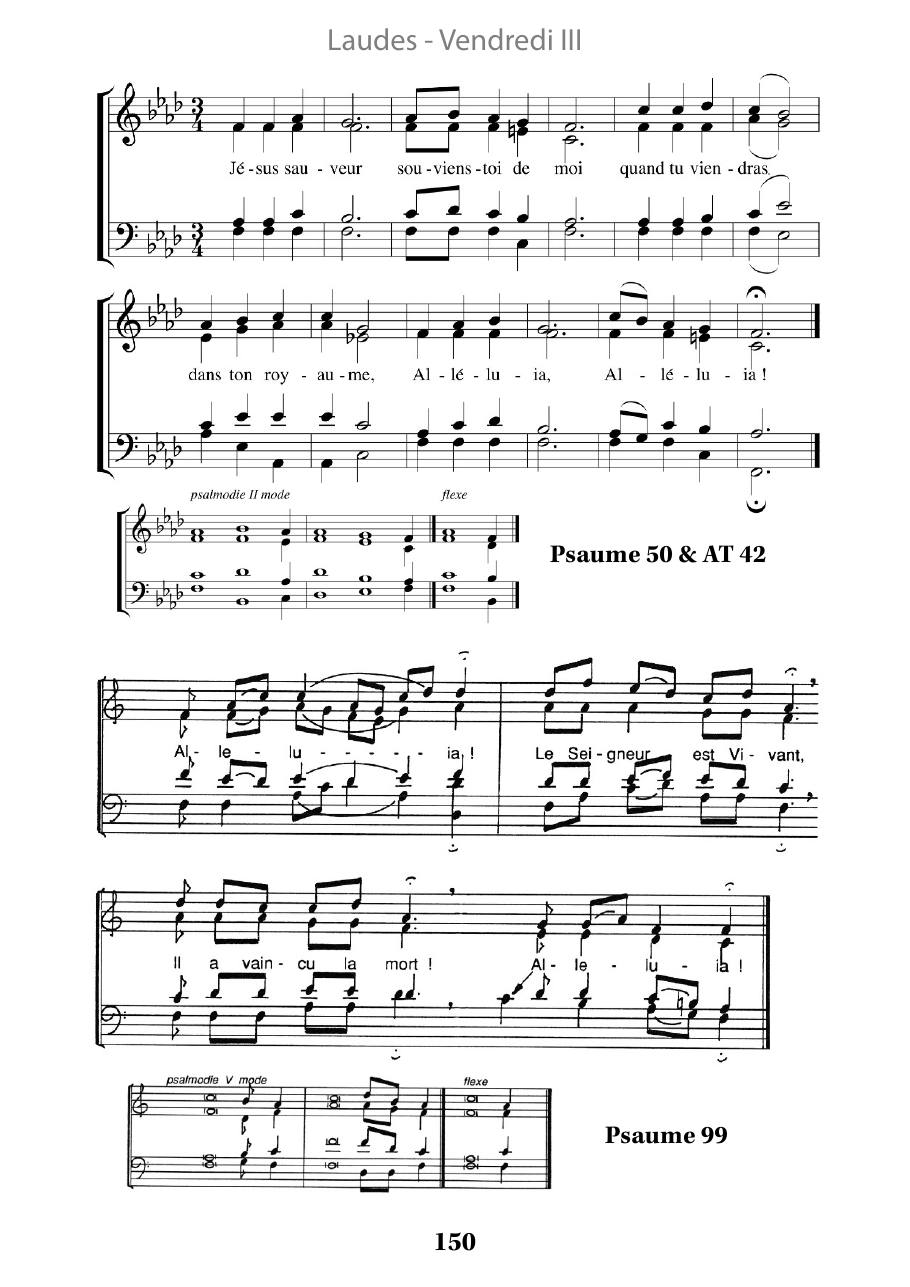 Laudes - Vendredi III
Jé - sus sau - veur sou - viens - toi de moi quand tu vien - dras,
dans ton roy - au - me, Al - lé - lu - ia, Al - lé - lu - ia !
psalmodie II mode flexe
Psaume 50 & AT 42
Al - le - lu - - - - - ia ! Le Sei - gneur est Vi - vant,
Il a vain - cu la mort ! Al - le - lu - ia !
psalmodie V mode flexe
Psaume 99
150